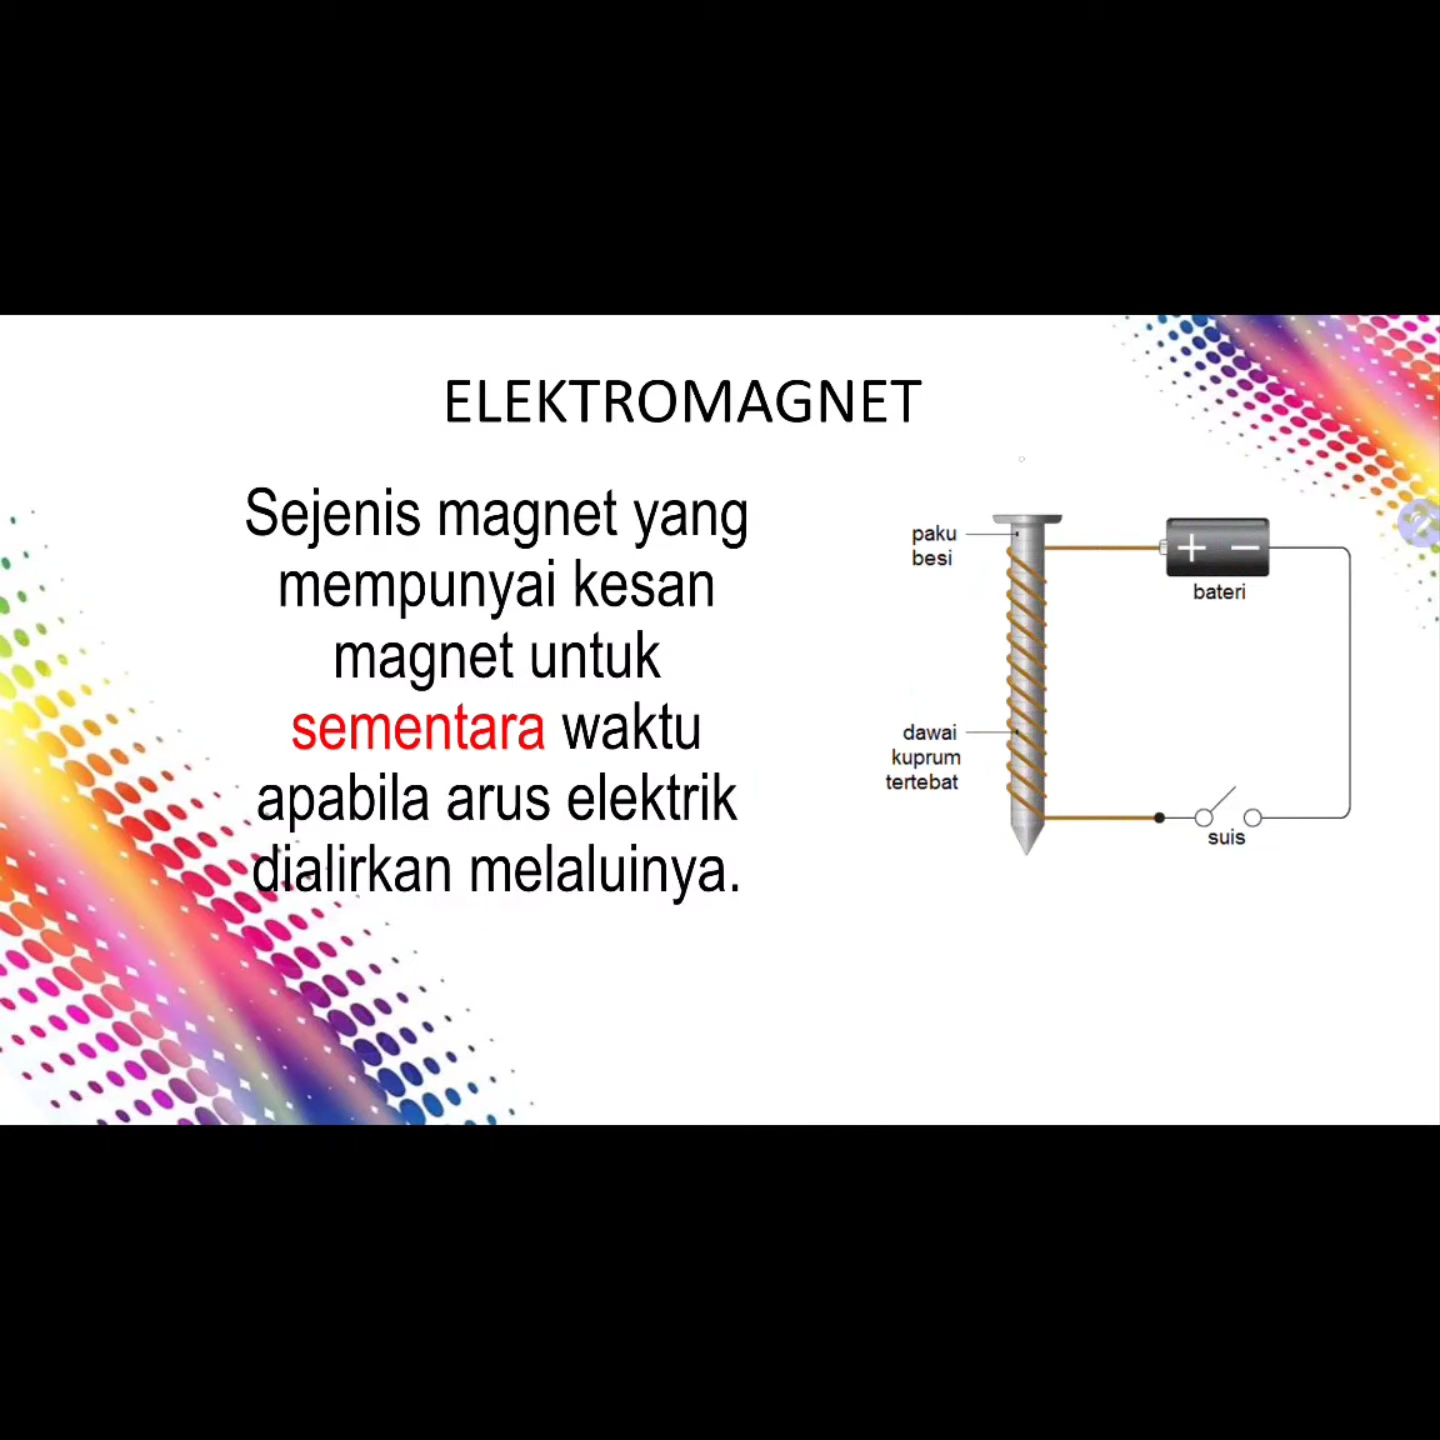 ELEKTROMAGNET
Sejenis magnet yang
mempunyai kesan
magnet untuk
sementara waktu
apabila arus elektrik
dialirkan melaluinya.
paku
besi
+ −
bateri
dawai
kuprum
tertebat
suis